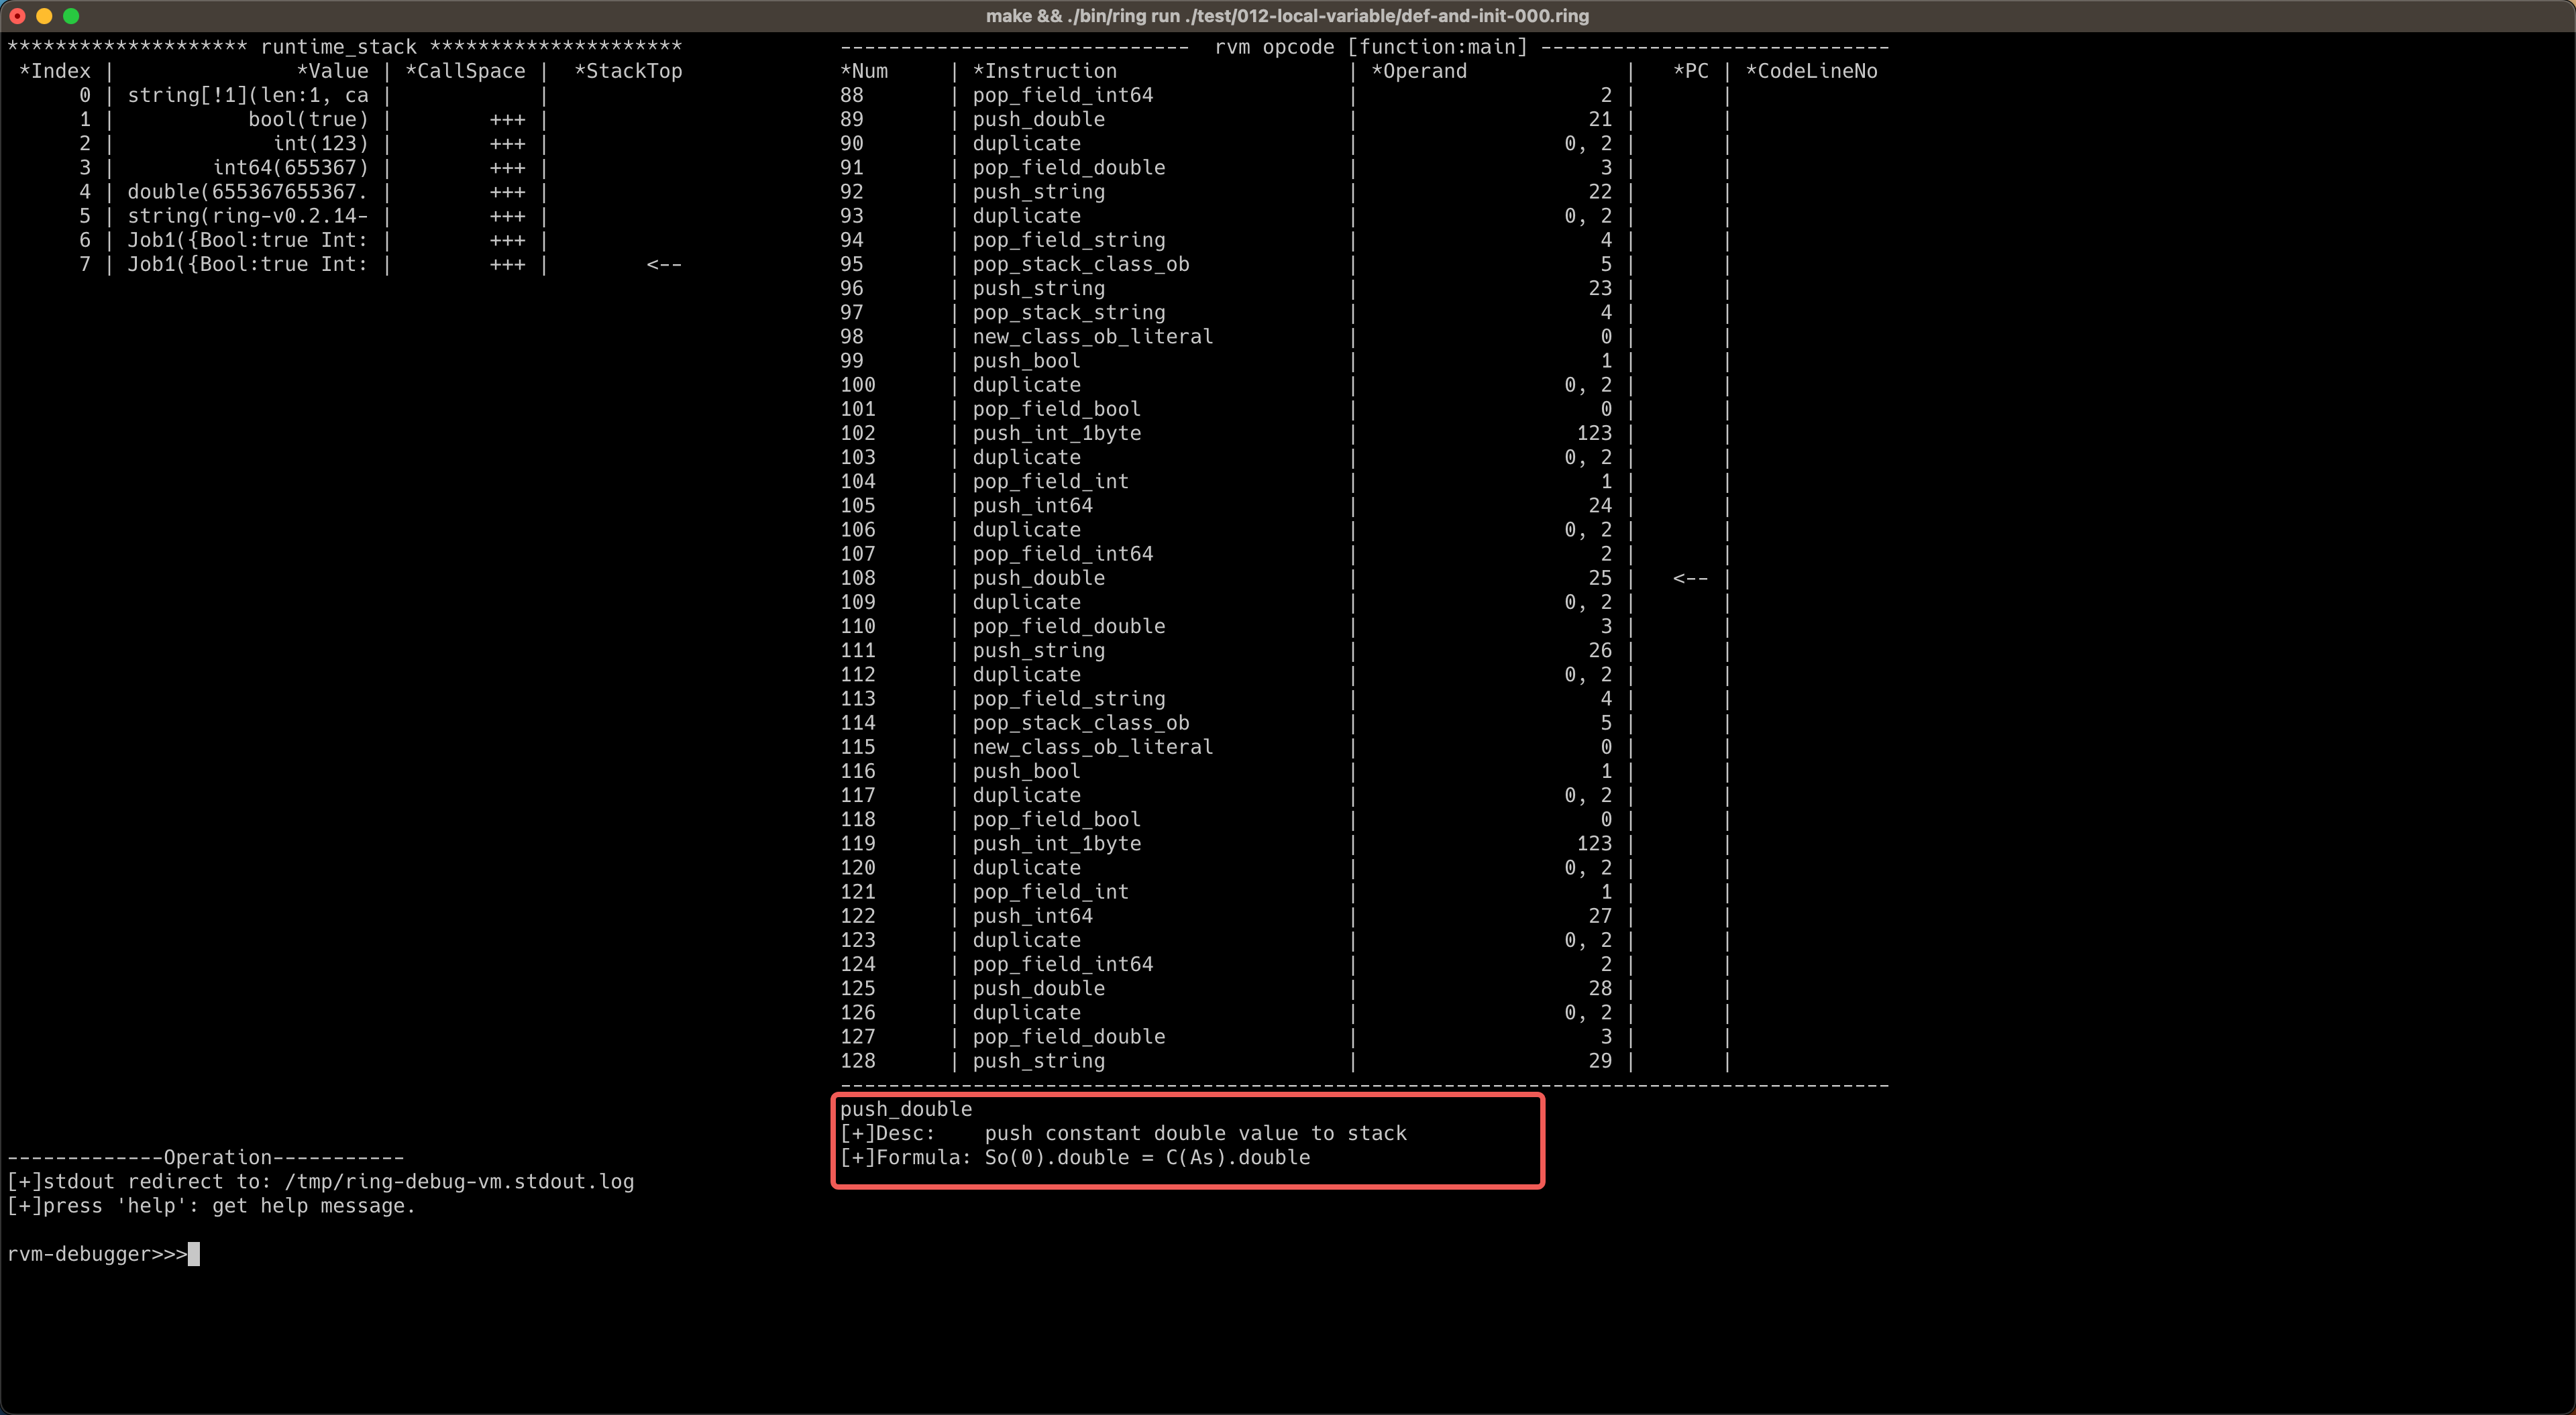 make && ./bin/ring run ./test/012-local-variable/def-and-init-000.ring
******************** runtime_stack *********************
*Index | *Value | *CallSpace | *StackTop
0 | string[!1](len:1, ca | |
1 | bool(true) | +++ |
2 | int(123) | +++ |
3 | int64(655367) | +++ |
4 | double(655367655367. | +++ |
5 | string(ring-v0.2.14- | +++ |
6 | Job1({Bool:true Int: | +++ |
7 | Job1({Bool:true Int: | +++ | <--
-------------Operation-----------
[+]stdout redirect to: /tmp/ring-debug-vm.stdout.log
[+]press 'help': get help message.
rvm-debugger>>>
----------------------------- rvm opcode [function:main] -----------------------------
*Num | *Instruction | *Operand | *PC | *CodeLineNo
88 | pop_field_int64 | 2 | |
89 | push_double | 21 | |
90 | duplicate | 0, 2 | |
91 | pop_field_double | 3 | |
92 | push_string | 22 | |
93 | duplicate | 0, 2 | |
94 | pop_field_string | 4 | |
95 | pop_stack_class_ob | 5 | |
96 | push_string | 23 | |
97 | pop_stack_string | 4 | |
98 | new_class_ob_literal | 0 | |
99 | push_bool | 1 | |
100 | duplicate | 0, 2 | |
101 | pop_field_bool | 0 | |
102 | push_int_1byte | 123 | |
103 | duplicate | 0, 2 | |
104 | pop_field_int | 1 | |
105 | push_int64 | 24 | |
106 | duplicate | 0, 2 | |
107 | pop_field_int64 | 2 | |
108 | push_double | 25 | <-- |
109 | duplicate | 0, 2 | |
110 | pop_field_double | 3 | |
111 | push_string | 26 | |
112 | duplicate | 0, 2 | |
113 | pop_field_string | 4 | |
114 | pop_stack_class_ob | 5 | |
115 | new_class_ob_literal | 0 | |
116 | push_bool | 1 | |
117 | duplicate | 0, 2 | |
118 | pop_field_bool | 0 | |
119 | push_int_1byte | 123 | |
120 | duplicate | 0, 2 | |
121 | pop_field_int | 1 | |
122 | push_int64 | 27 | |
123 | duplicate | 0, 2 | |
124 | pop_field_int64 | 2 | |
125 | push_double | 28 | |
126 | duplicate | 0, 2 | |
127 | pop_field_double | 3 | |
128 | push_string | 29 | |
---------------------------------------------------------------------------------------
push_double
[+]Desc: push constant double value to stack
[+]Formula: So(0).double = C(As).double